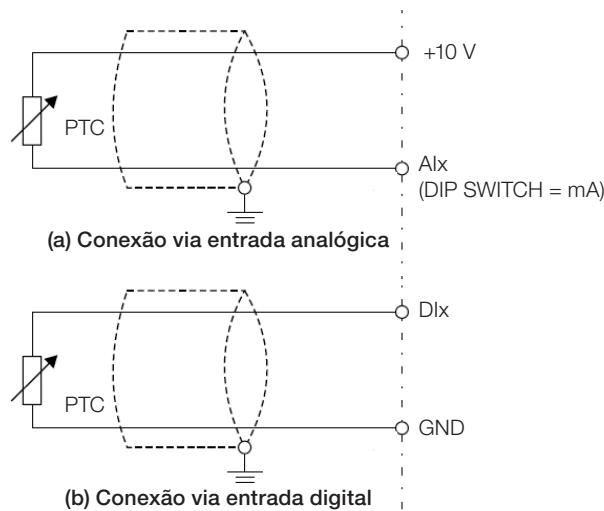 +10 V
PTC
AIx
(DIP SWITCH = mA)
(a) Conexão via entrada analógica
DIx
PTC
GND
(b) Conexão via entrada digital